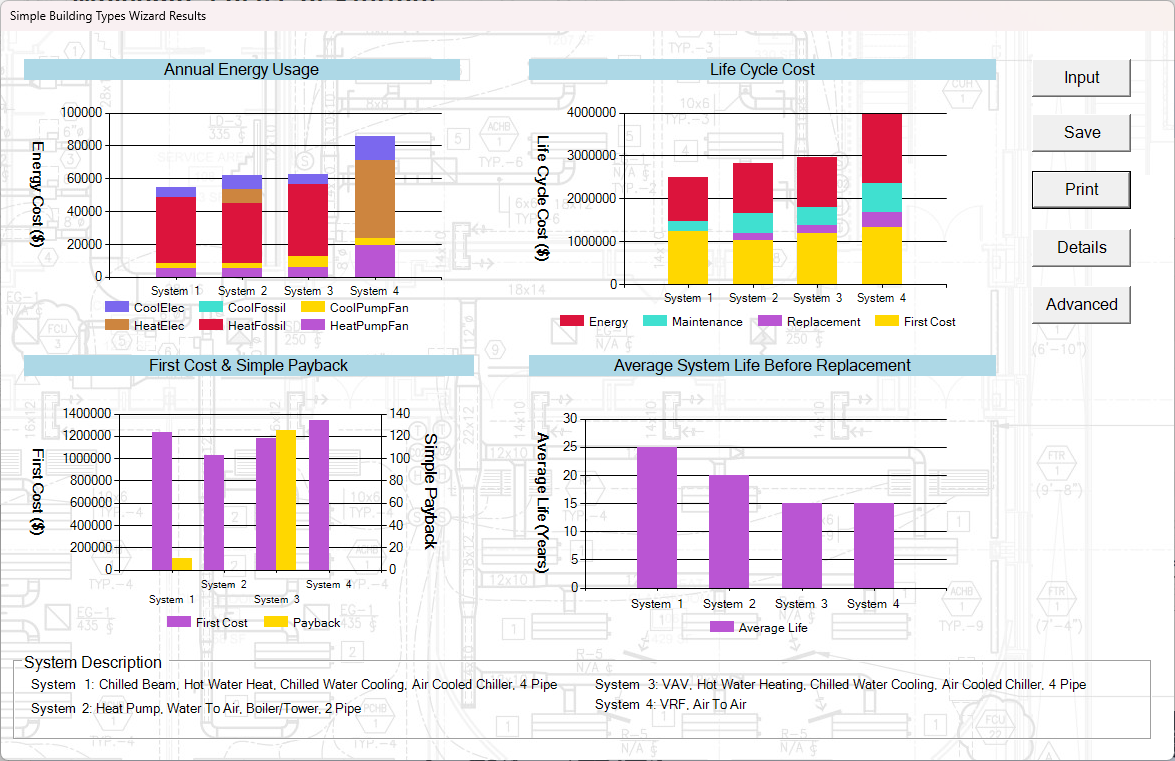 Simple Building Types Wizard Results
Annual Energy Usage
Energy Cost ($)
100000
80000
60000
40000
20000
0
System 1 System 2 System 3 System 4
CoolElec CoolFossil CoolPumpFan
HeatElec HeatFossil HeatPumpFan
Life Cycle Cost
Life Cycle Cost ($)
4000000
3000000
2000000
1000000
0
System 1 System 2 System 3 System 4
Energy Maintenance Replacement First Cost
Input
Save
Print
Details
Advanced
First Cost & Simple Payback
First Cost ($)
1400000 140
1200000 120
1000000 100
800000 80
600000 60
400000 40
200000 20
0 0
Simple Payback
System 2 System 4
System 1 System 3
First Cost Payback
Average System Life Before Replacement
Average Life (Years)
30
25
20
15
10
5
0
System 1 System 2 System 3 System 4
Average Life
System Description
System 1: Chilled Beam, Hot Water Heat, Chilled Water Cooling, Air Cooled Chiller, 4 Pipe
System 2: Heat Pump, Water To Air, Boiler/Tower, 2 Pipe
System 3: VAV, Hot Water Heating, Chilled Water Cooling, Air Cooled Chiller, 4 Pipe
System 4: VRF, Air To Air